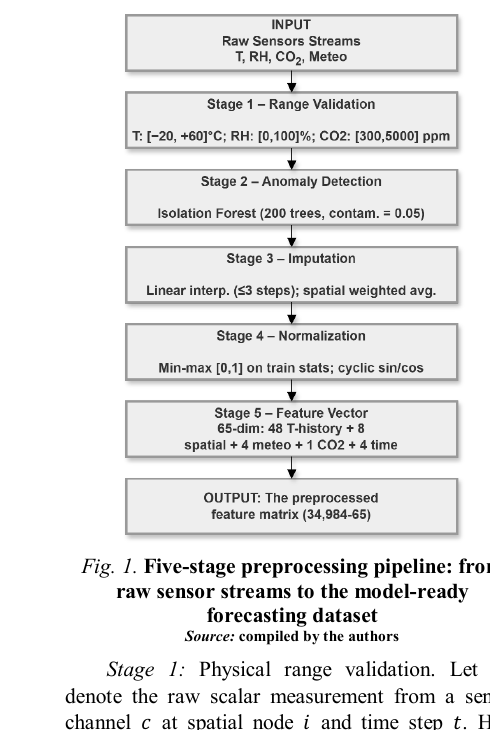 INPUT
Raw Sensors Streams
T, RH, CO₂, Meteo
Stage 1 – Range Validation
T: [−20, +60]°C; RH: [0,100]%; CO2: [300,5000] ppm
Stage 2 – Anomaly Detection
Isolation Forest (200 trees, contam. = 0.05)
Stage 3 – Imputation
Linear interp. (≤3 steps); spatial weighted avg.
Stage 4 – Normalization
Min-max [0,1] on train stats; cyclic sin/cos
Stage 5 – Feature Vector
65-dim: 48 T-history + 8
spatial + 4 meteo + 1 CO2 + 4 time
OUTPUT: The preprocessed
feature matrix (34,984-65)
Fig. 1. Five-stage preprocessing pipeline:
raw sensor streams to the model-ready
forecasting dataset
Source: compiled by the authors
Stage 1: Physical range validation. Let
denote the raw scalar measurement from a
channel c at spatial node i and time step t.